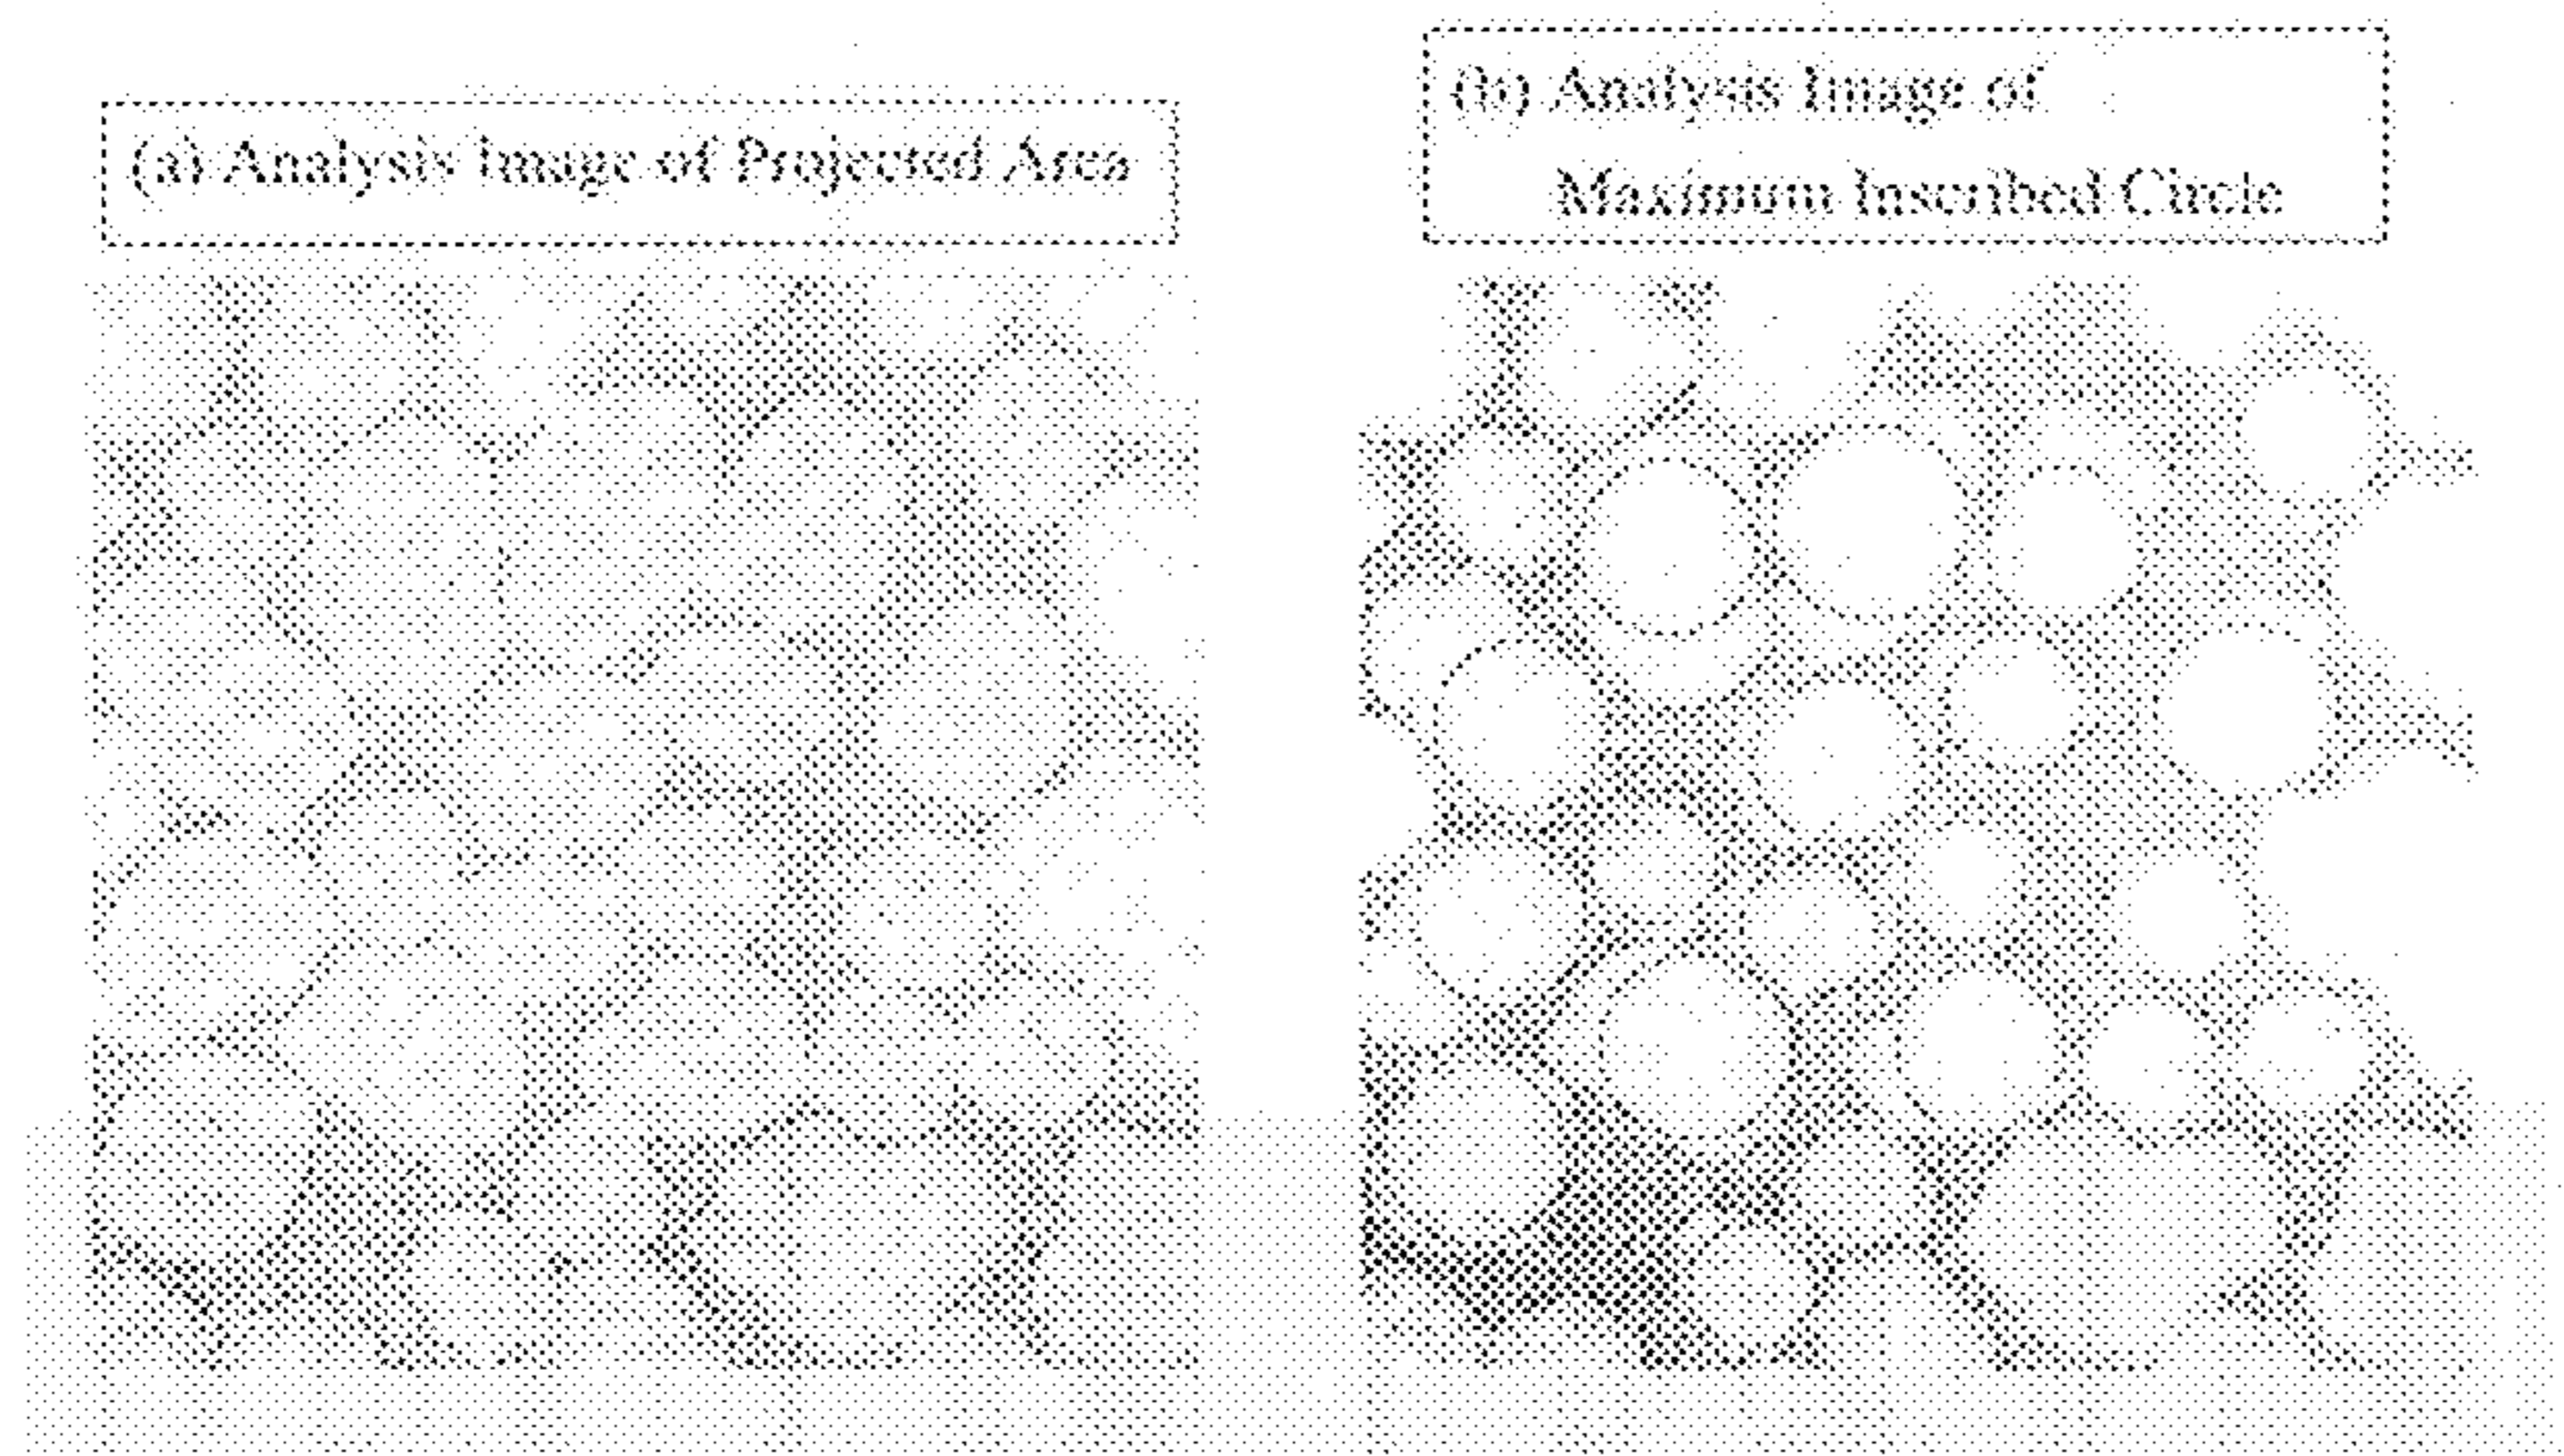 (a) Analysis Image of Projected Area
(b) Analysis Image of
Maximum Inscribed Circle